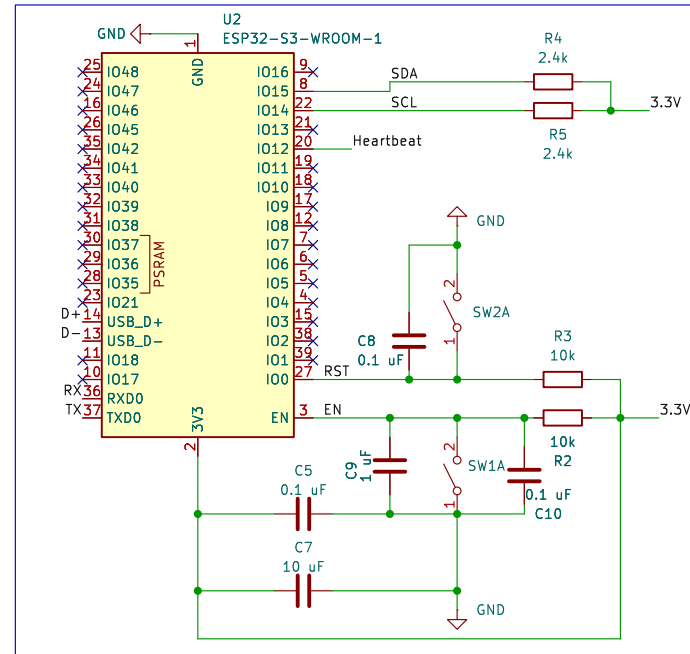 U2
ESP32-S3-WROOM-1
GND
1
GND
25 IO48
24 IO47
16 IO46
26 IO45
35 IO42
34 IO41
33 IO40
32 IO39
31 IO38
30 IO37
29 IO36
28 IO35
PSRAM
23 IO21
D+ 14 USB_D+
D- 13 USB_D-
11 IO18
10 IO17
RX 36 RXD0
TX 37 TXD0
IO16 9
IO15 8 SDA
IO14 22 SCL
IO13 21
IO12 20 Heartbeat
IO11 19
IO10 18
IO9 17
IO8 12
IO7 7
IO6 6
IO5 5
IO4 4
IO3 15
IO2 38
IO1 39
IO0 27 RST
EN 3 EN
3V3
2
R4
2.4k
3.3V
R5
2.4k
GND
2
SW2A
1
C8
0.1 uF
R3
10k
3.3V
10k
R2
C9
1 uF
2
SW1A
1
0.1 uF
C10
C5
0.1 uF
C7
10 uF
GND